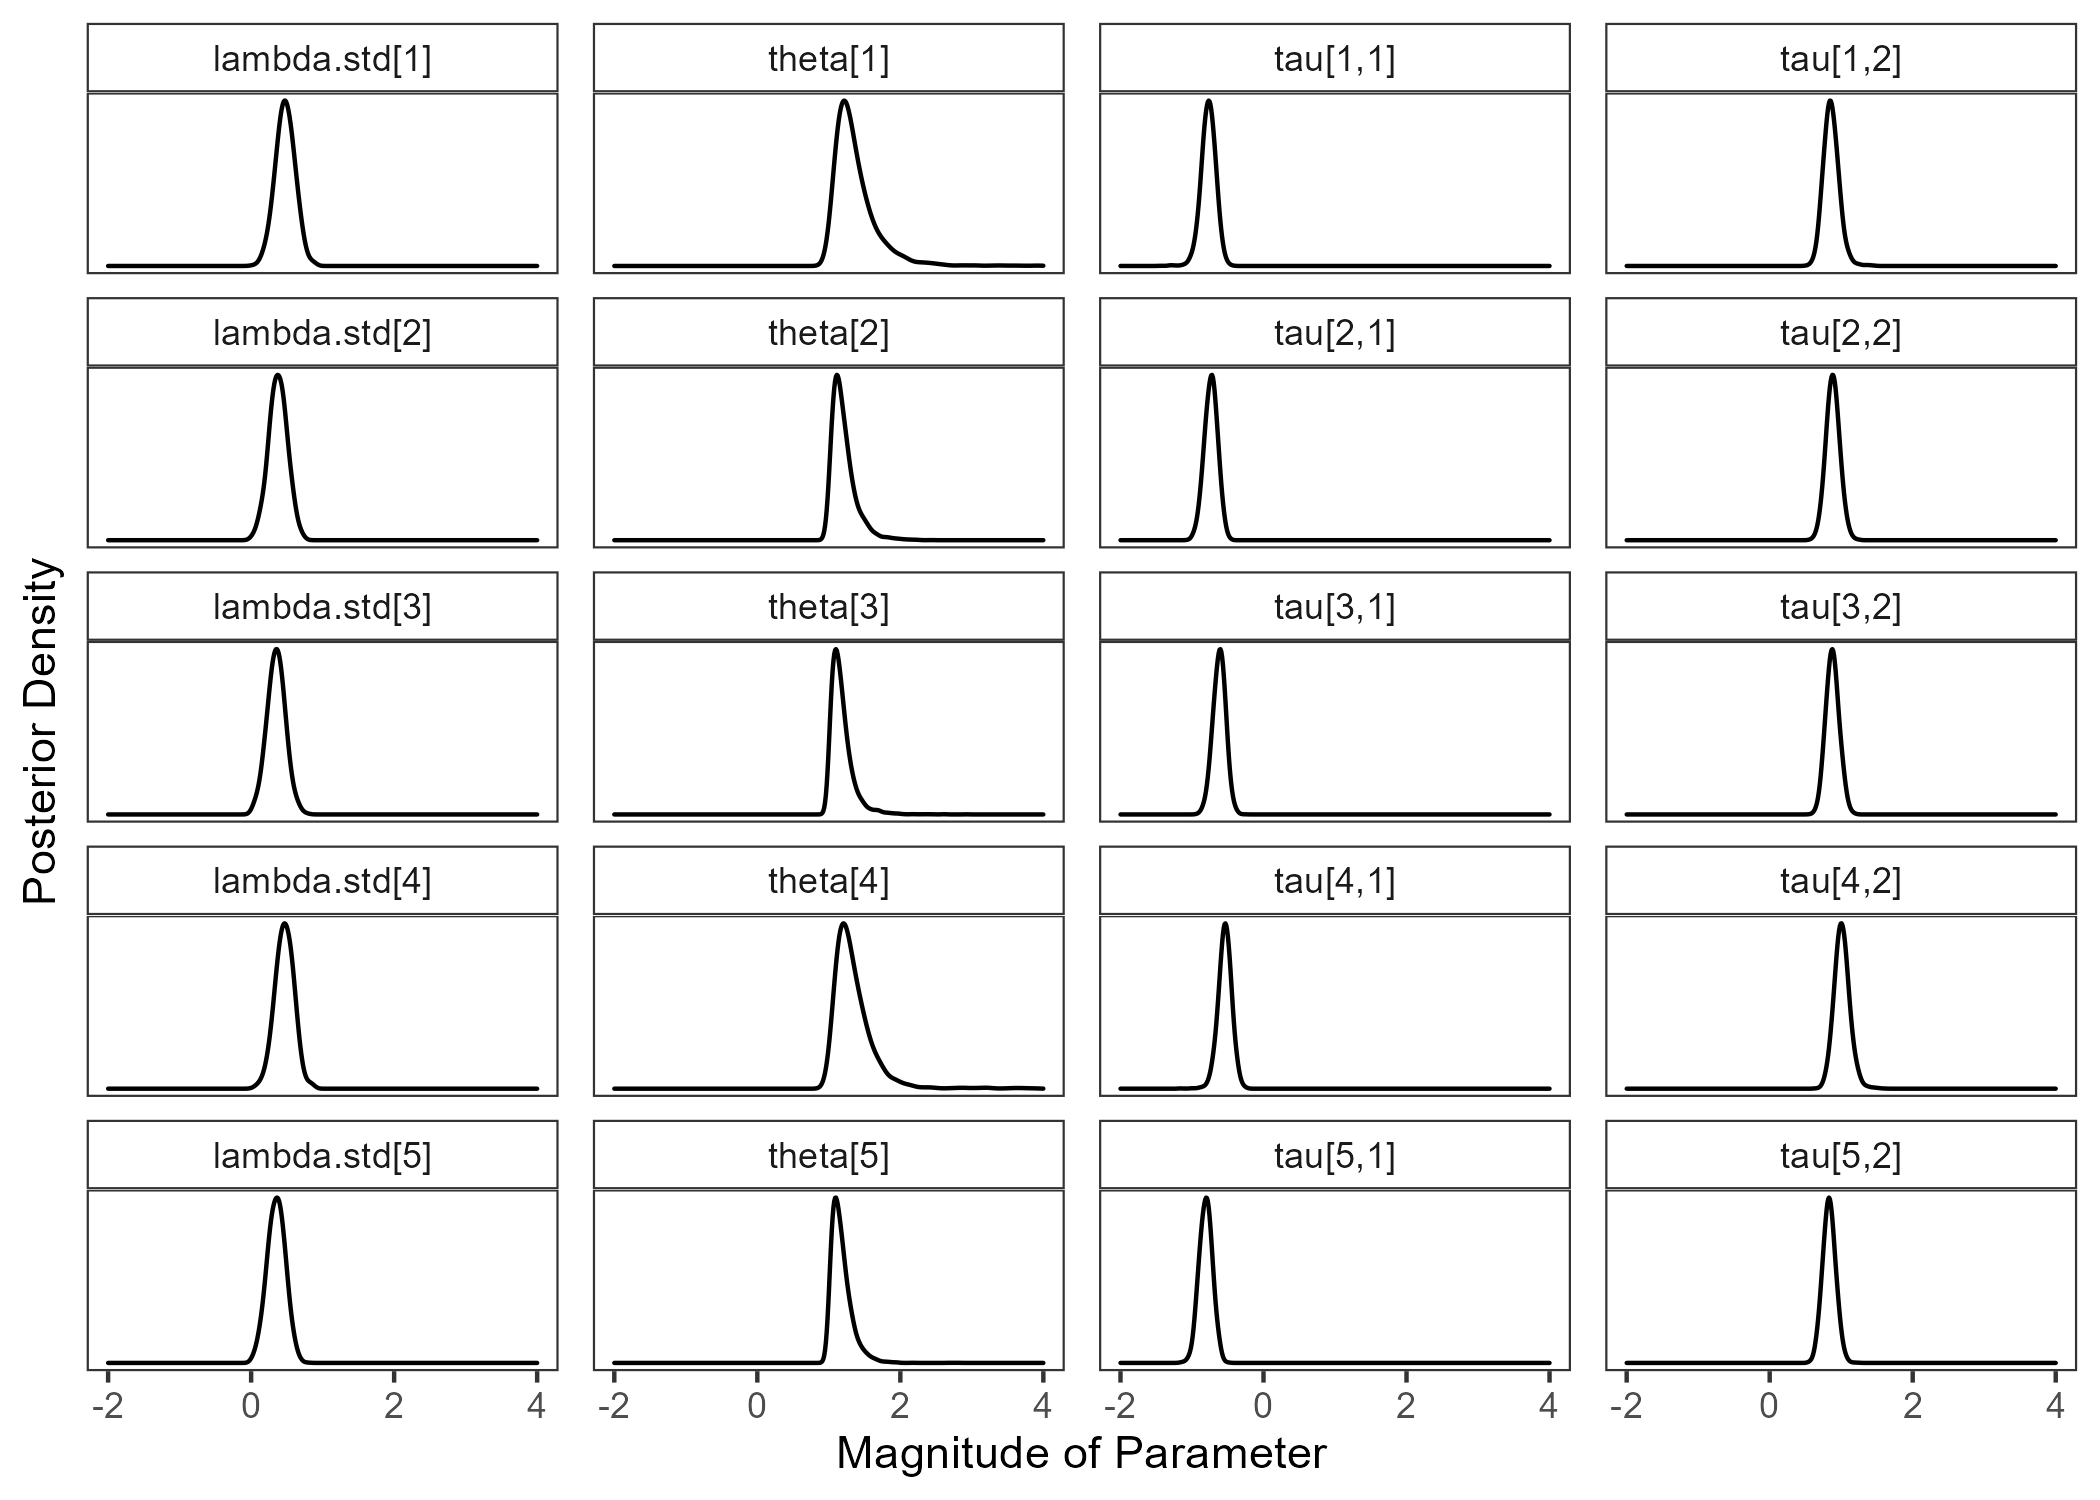 lambda.std[1] theta[1] tau[1,1] tau[1,2]
lambda.std[2] theta[2] tau[2,1] tau[2,2]
lambda.std[3] theta[3] tau[3,1] tau[3,2]
lambda.std[4] theta[4] tau[4,1] tau[4,2]
lambda.std[5] theta[5] tau[5,1] tau[5,2]
Posterior Density
-2 0 2 4 -2 0 2 4 -2 0 2 4 -2 0 2 4
Magnitude of Parameter